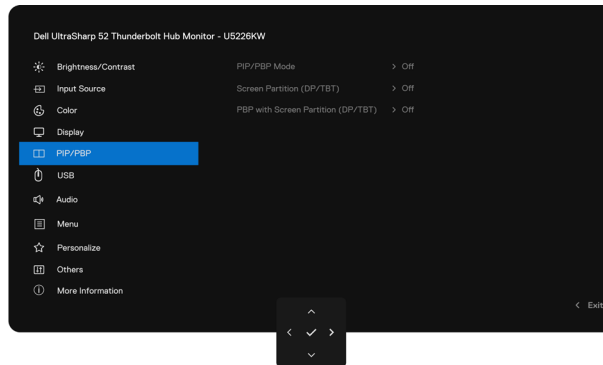 Dell UltraSharp 52 Thunderbolt Hub Monitor - U5226KW
Brightness/Contrast
Input Source
Color
Display
PIP/PBP
USB
Audio
Menu
Personalize
Others
More Information
PIP/PBP Mode > Off
Screen Partition (DP/TBT) > Off
PBP with Screen Partition (DP/TBT) > Off
< Exit